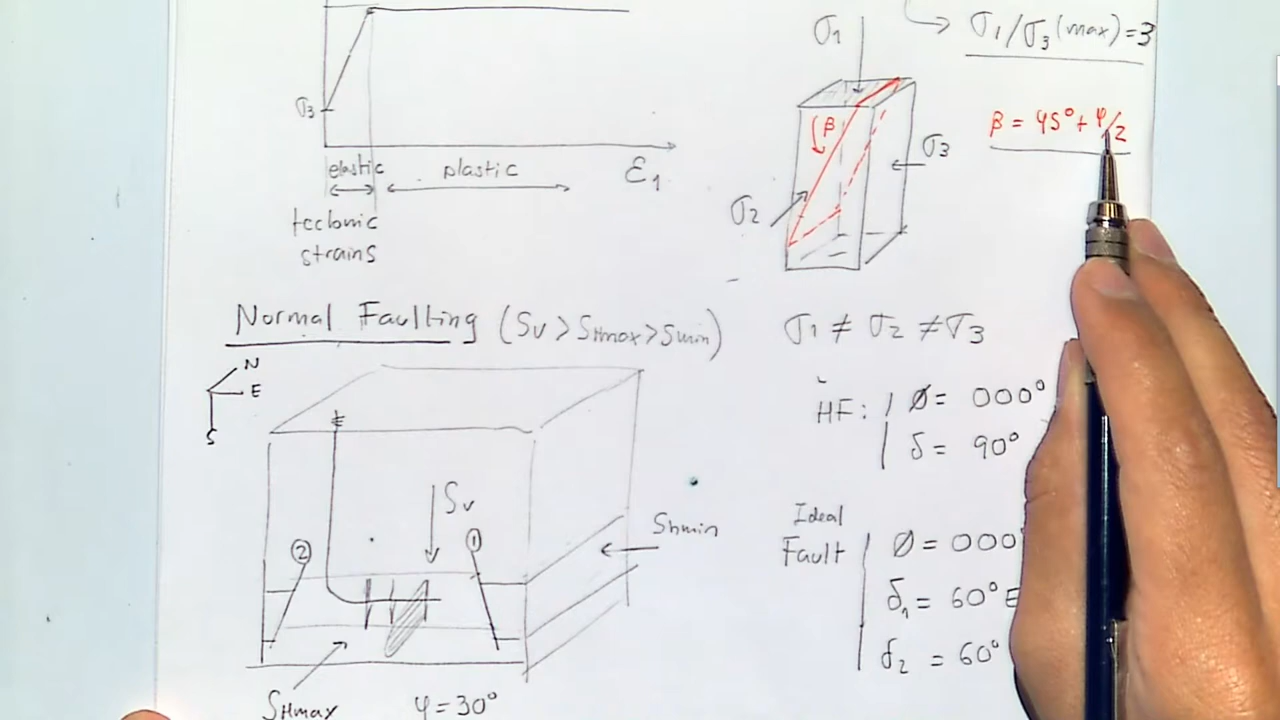 σ1/σ3 (max) = 3
σ1
β = 45° + φ/2
β
σ3
σ3
elastic
plastic
ε1
σ2
tectonic
strains
Normal Faulting (Sv > SHmax > Smin)
σ1 ≠ σ2 ≠ σ3
N
E
S
HF: ø = 000°
δ = 90°
Sv
Shmin
Ideal
Fault
ø = 000°
δ1 = 60° E
δ2 = 60°
②
①
SHmax
φ = 30°